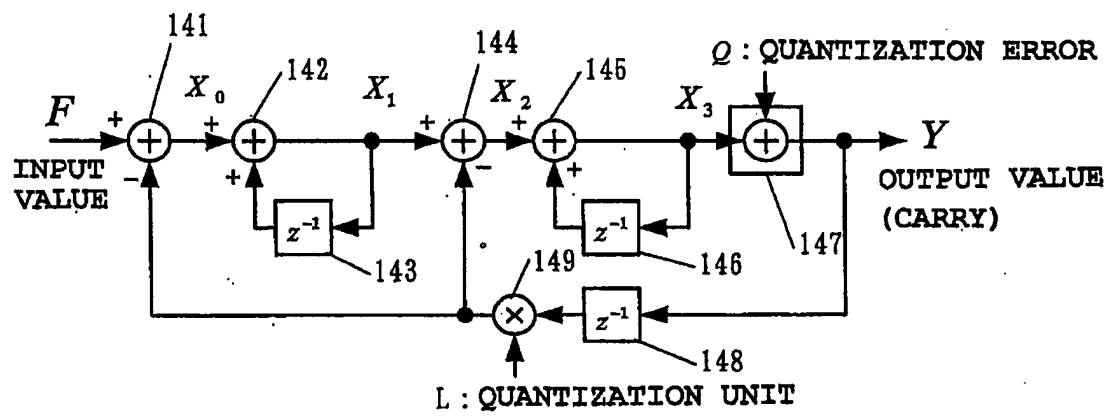 141
144
Q : QUANTIZATION ERROR
142
145
F
+
X₀
+
X₁
+
X₂
+
X₃
Y
+
+
+
+
+
INPUT
VALUE
-
+
-
+
OUTPUT VALUE
(CARRY)
z⁻¹
z⁻¹
147
143
149
146
×
z⁻¹
148
L : QUANTIZATION UNIT